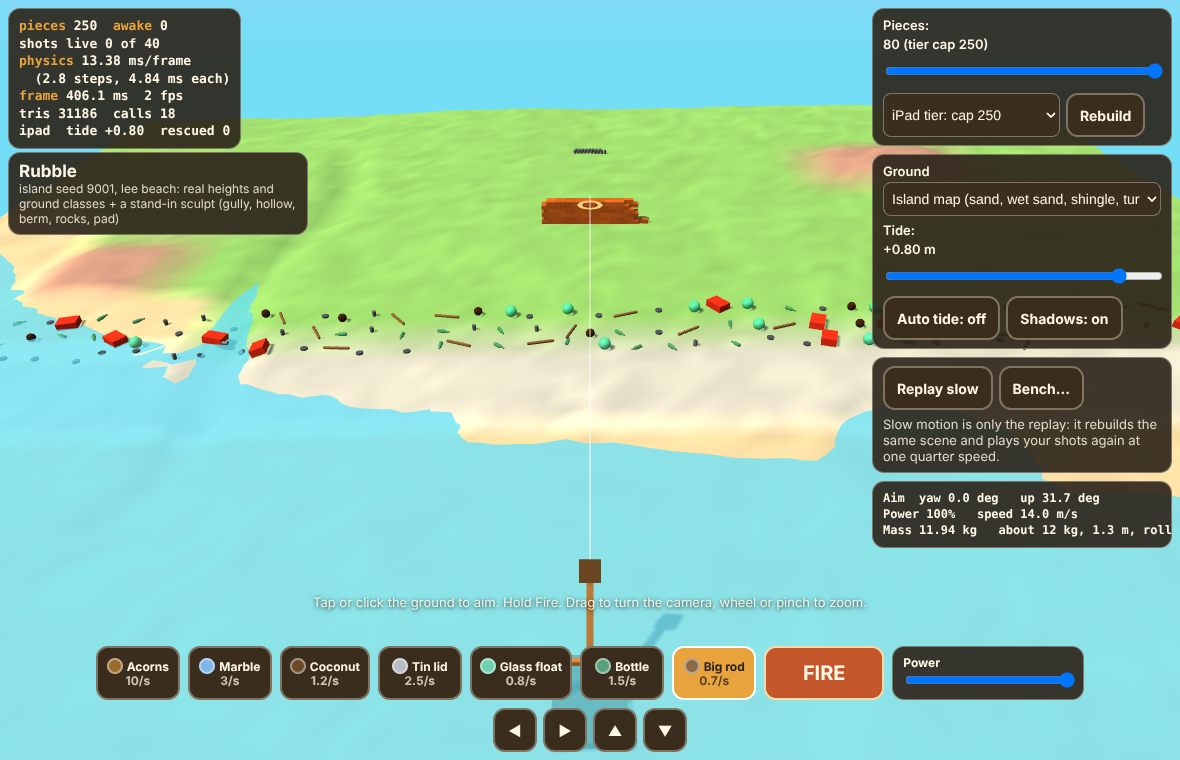 pieces 250  awake 0
shots live 0 of 40
physics 13.38 ms/frame
(2.8 steps, 4.84 ms each)
frame 406.1 ms  2 fps
tris 31186  calls 18
ipad  tide +0.80  rescued 0
Rubble
island seed 9001, lee beach: real heights and
ground classes + a stand-in sculpt (gully, hollow,
berm, rocks, pad)
Pieces:
80 (tier cap 250)
iPad tier: cap 250
Rebuild
Ground
Island map (sand, wet sand, shingle, tur
Tide:
+0.80 m
Auto tide: off
Shadows: on
Replay slow
Bench...
Slow motion is only the replay: it rebuilds the
same scene and plays your shots again at
one quarter speed.
Aim  yaw 0.0 deg   up 31.7 deg
Power 100%   speed 14.0 m/s
Mass 11.94 kg   about 12 kg, 1.3 m, roll
Tap or click the ground to aim. Hold Fire. Drag to turn the camera, wheel or pinch to zoom.
Acorns
10/s
Marble
3/s
Coconut
1.2/s
Tin lid
2.5/s
Glass float
0.8/s
Bottle
1.5/s
Big rod
0.7/s
FIRE
Power